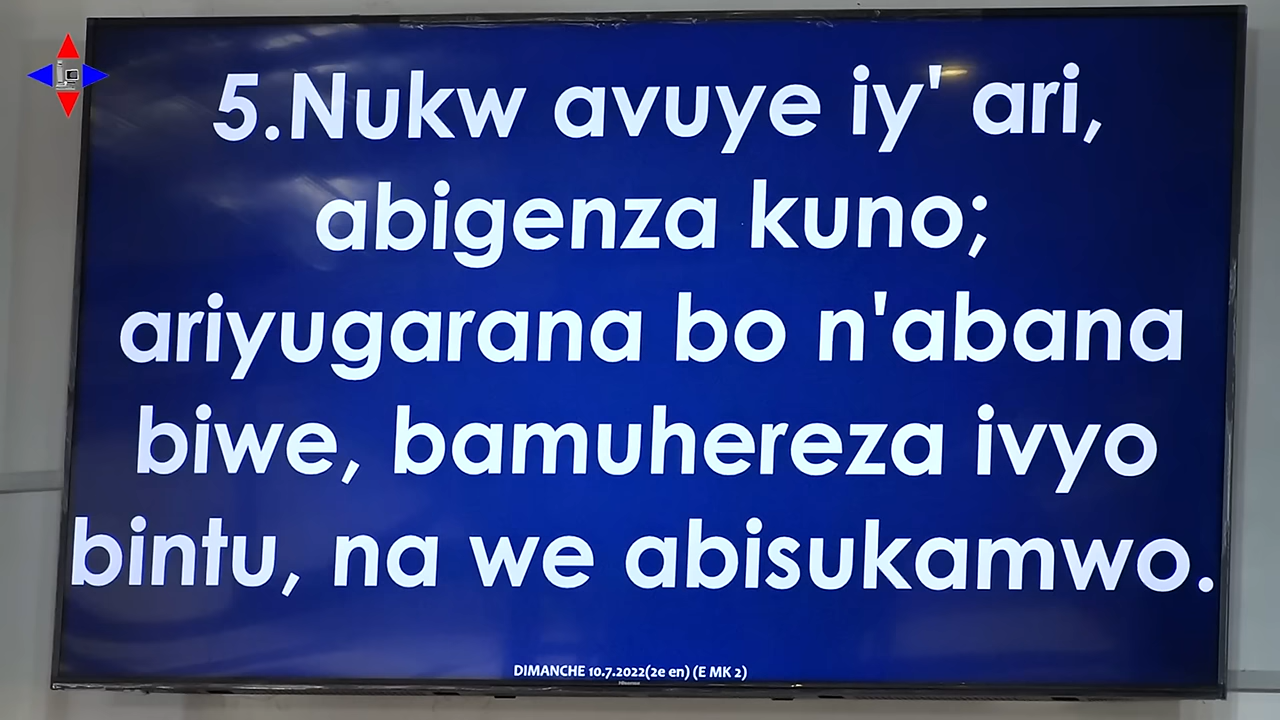 5.Nukw avuye iy' ari,
abigenza kuno;
ariyugarana bo n'abana
biwe, bamuhereza ivyo
bintu, na we abisukamwo.
DIMANCHE 10.7.2022(2e en) (E MK 2)
Hisense